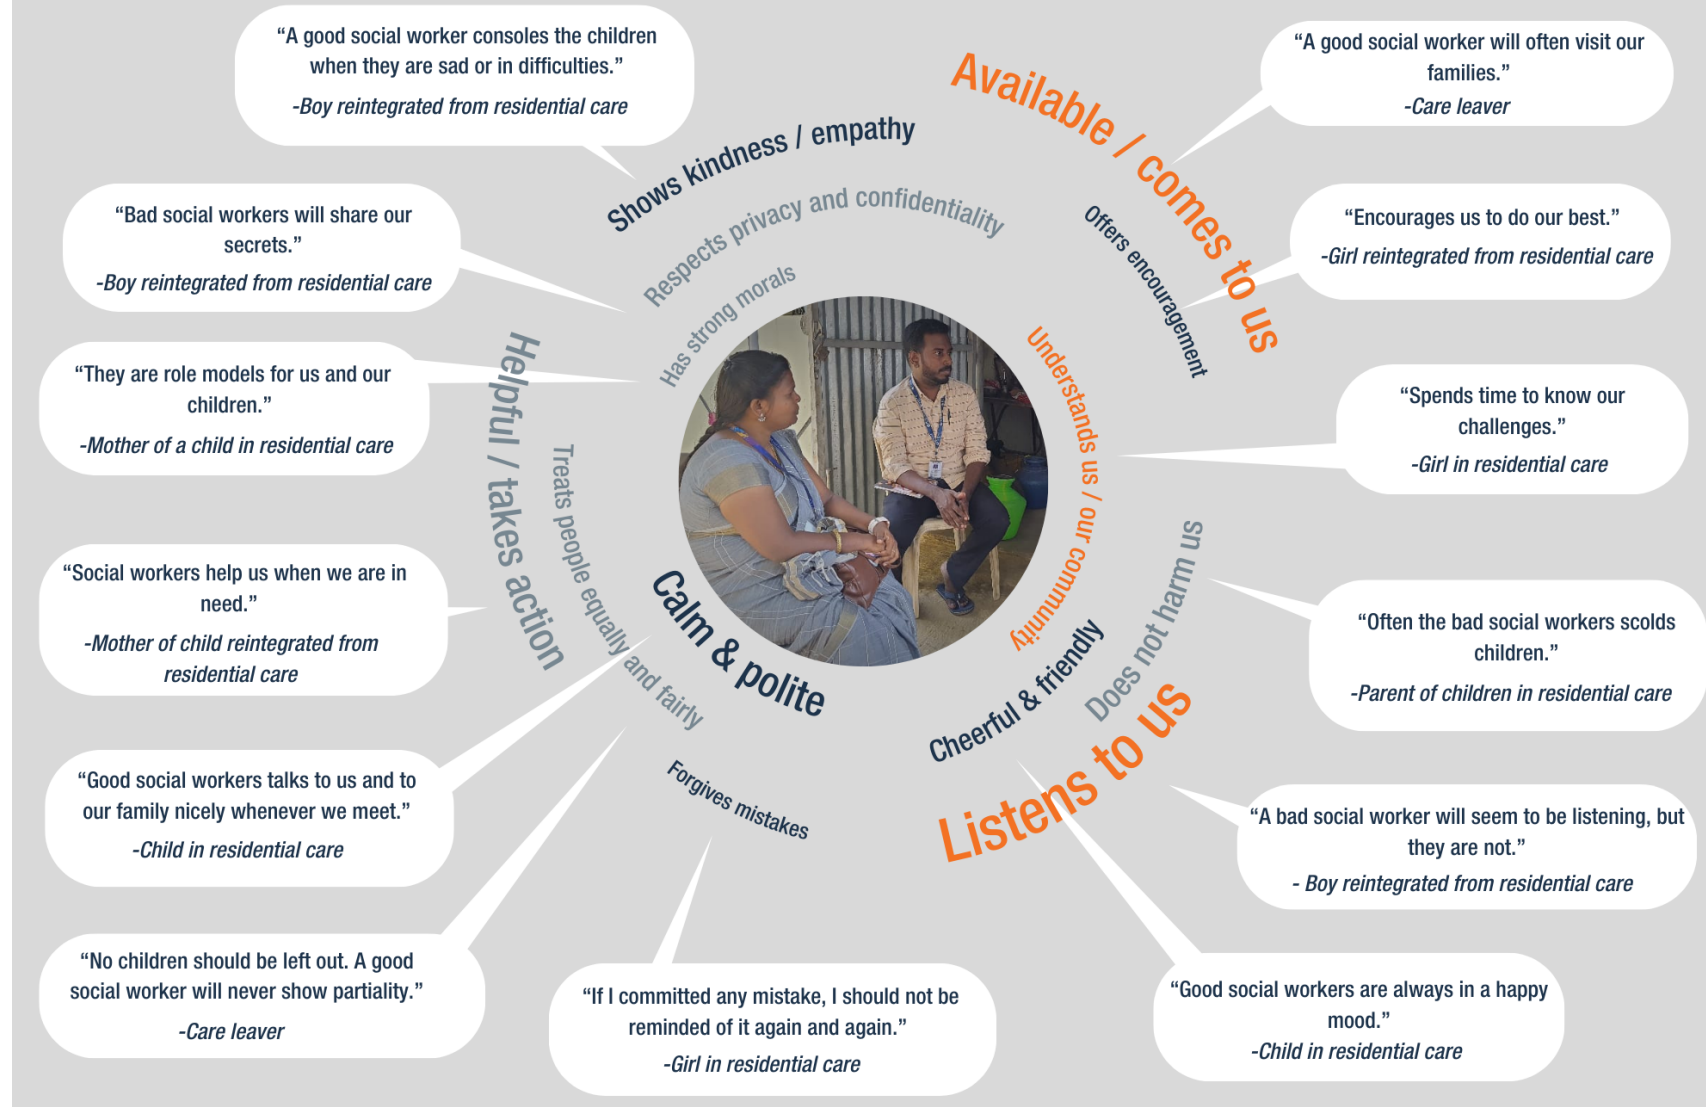 “A good social worker consoles the children
when they are sad or in difficulties.”
-Boy reintegrated from residential care
“A good social worker will often visit our
families.”
-Care leaver
“Bad social workers will share our
secrets.”
-Boy reintegrated from residential care
“Encourages us to do our best.”
-Girl reintegrated from residential care
“They are role models for us and our
children.”
-Mother of a child in residential care
“Spends time to know our
challenges.”
-Girl in residential care
“Social workers help us when we are in
need.”
-Mother of child reintegrated from
residential care
“Often the bad social workers scolds
children.”
-Parent of children in residential care
“Good social workers talks to us and to
our family nicely whenever we meet.”
-Child in residential care
“A bad social worker will seem to be listening, but
they are not.”
- Boy reintegrated from residential care
“No children should be left out. A good
social worker will never show partiality.”
-Care leaver
“If I committed any mistake, I should not be
reminded of it again and again.”
-Girl in residential care
“Good social workers are always in a happy
mood.”
-Child in residential care
Available / comes to us
Shows kindness / empathy
Respects privacy and confidentiality
Has strong morals
Offers encouragement
Understands us / our community
Helpful / takes action
Treats people equally and fairly
Calm & polite
Cheerful & friendly
Does not harm us
Listens to us
Forgives mistakes